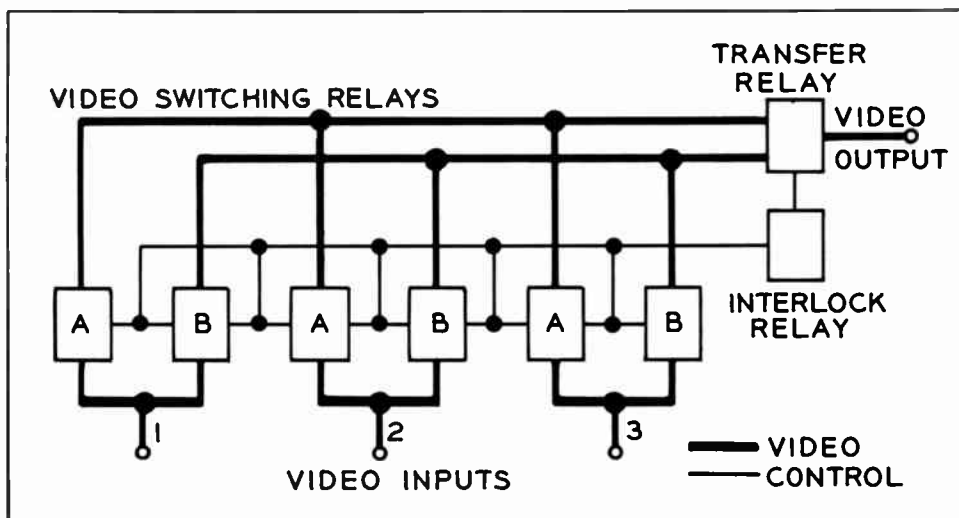 TRANSFER
RELAY
VIDEO SWITCHING RELAYS
VIDEO
OUTPUT
INTERLOCK
RELAY
A B A B A B
1 2 3
VIDEO INPUTS
VIDEO
CONTROL